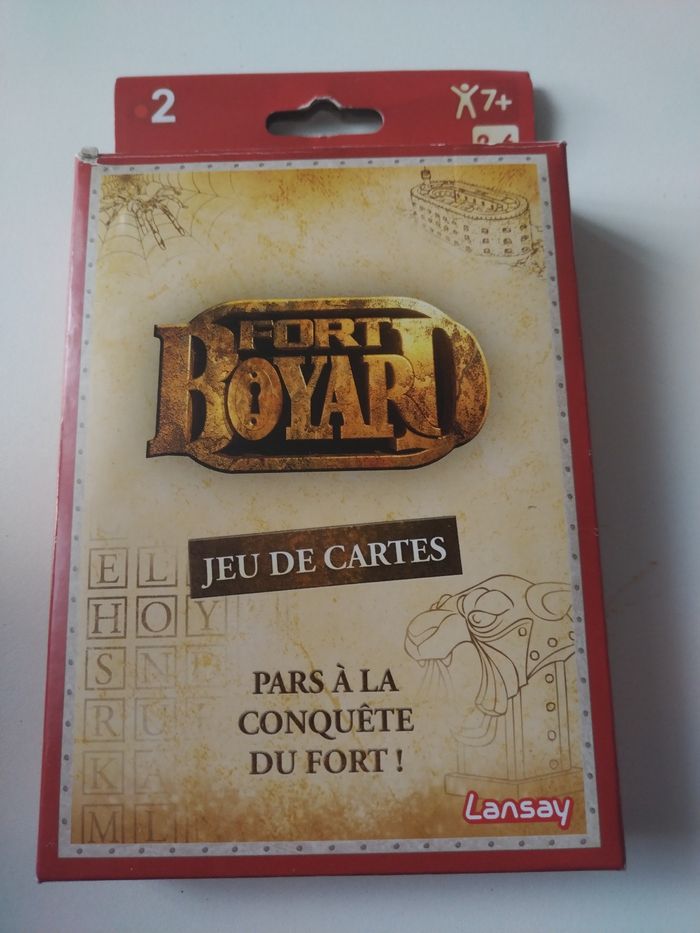 2
7+
FORT
BOYARD
JEU DE CARTES
E L
H O Y
S N
R U
K A
M L
PARS À LA
CONQUÊTE
DU FORT !
Lansay